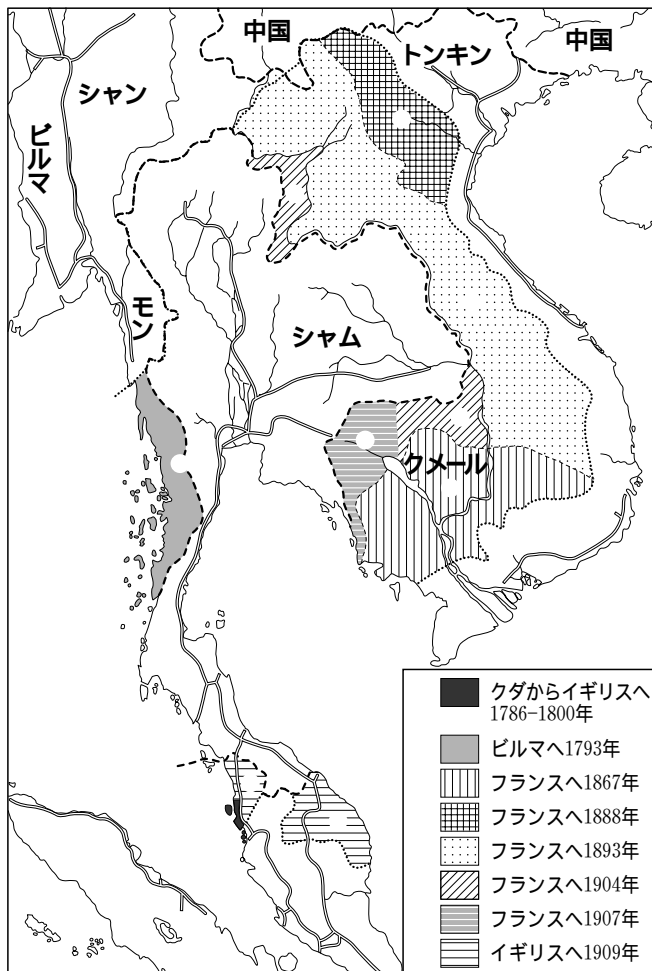 中国
トンキン
中国
シャン
ビルマ
モン
シャム
クメール
クダからイギリスへ
1786-1800年
ビルマへ1793年
フランスへ1867年
フランスへ1888年
フランスへ1893年
フランスへ1904年
フランスへ1907年
イギリスへ1909年